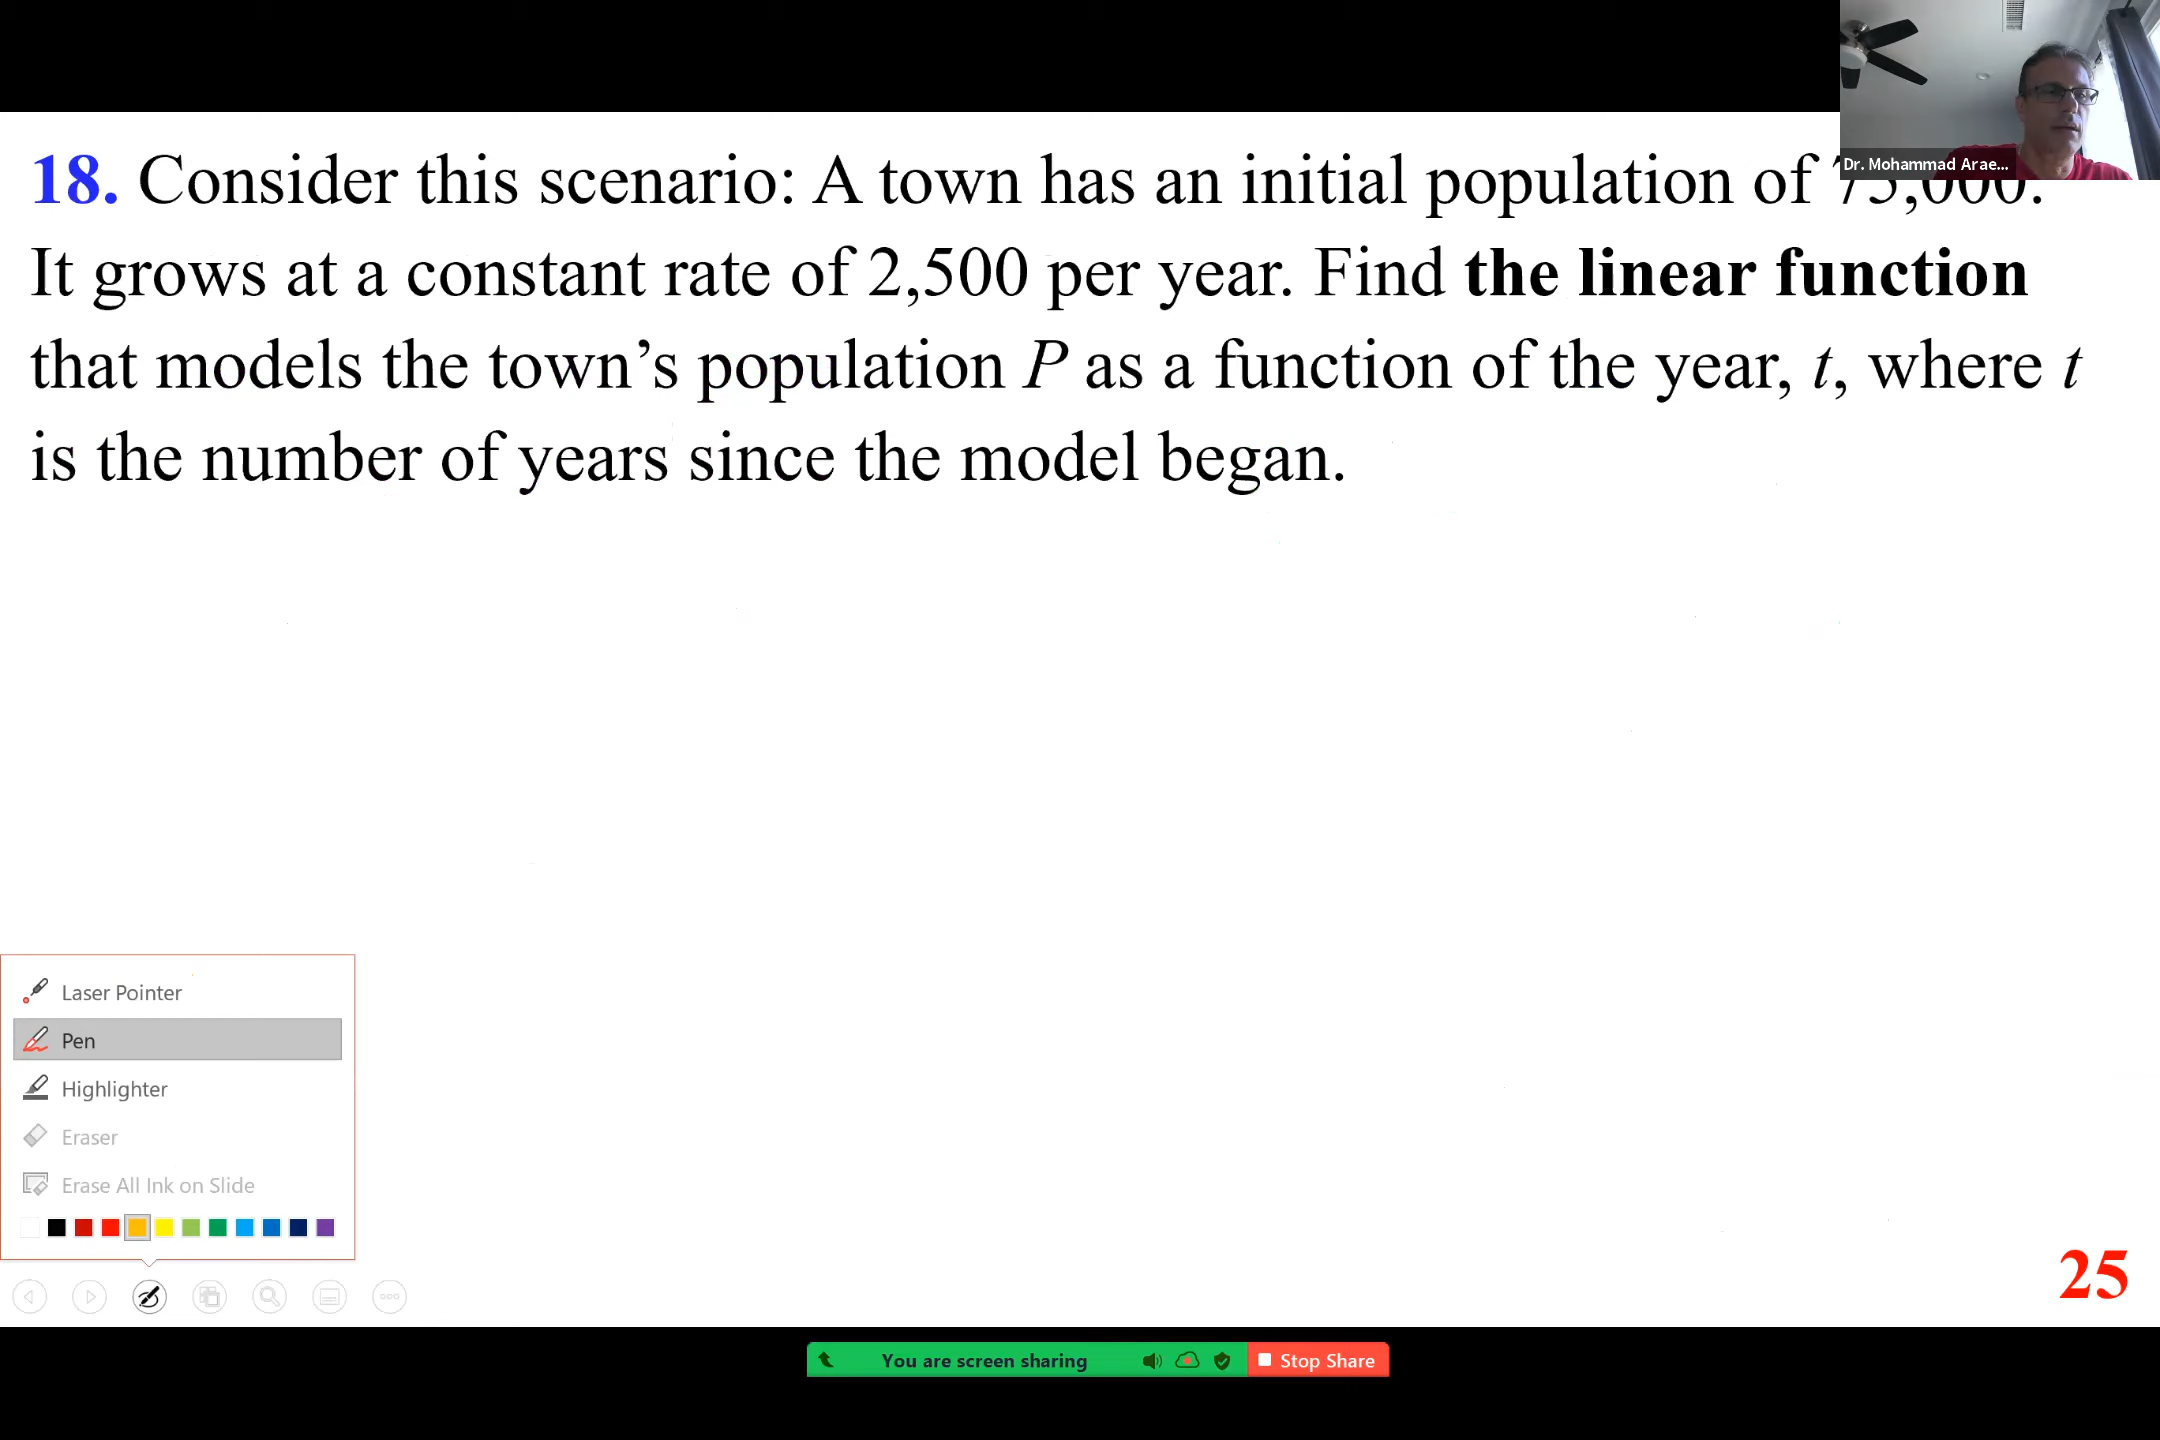 Dr. Mohammad Arae...
18. Consider this scenario: A town has an initial population of 75,000.
It grows at a constant rate of 2,500 per year. Find the linear function
that models the town’s population P as a function of the year, t, where t
is the number of years since the model began.
Laser Pointer
Pen
Highlighter
Eraser
Erase All Ink on Slide
25
You are screen sharing
Stop Share